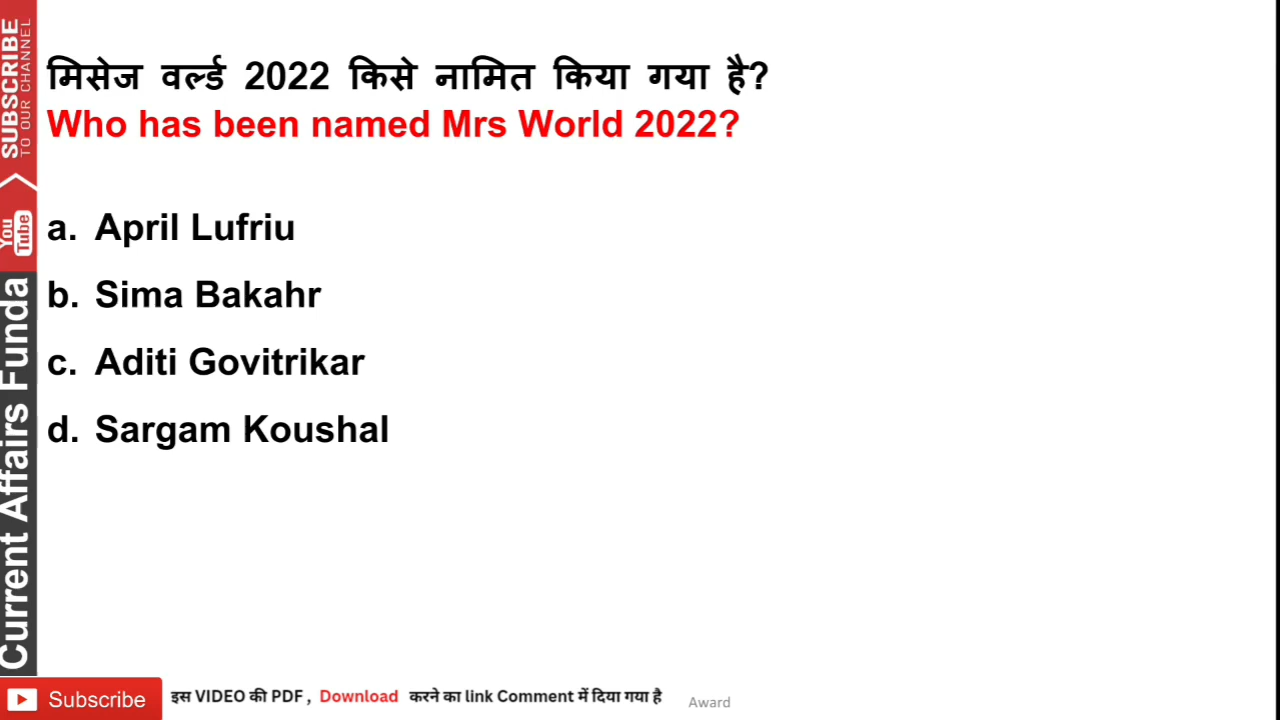 मिसेज वर्ल्ड 2022 किसे नामित किया गया है?
Who has been named Mrs World 2022?
a. April Lufriu
b. Sima Bakahr
c. Aditi Govitrikar
d. Sargam Koushal
SUBSCRIBE
TO OUR CHANNEL
You Tube
Current Affairs Funda
Subscribe
इस VIDEO की PDF , Download करने का link Comment में दिया गया है
Award